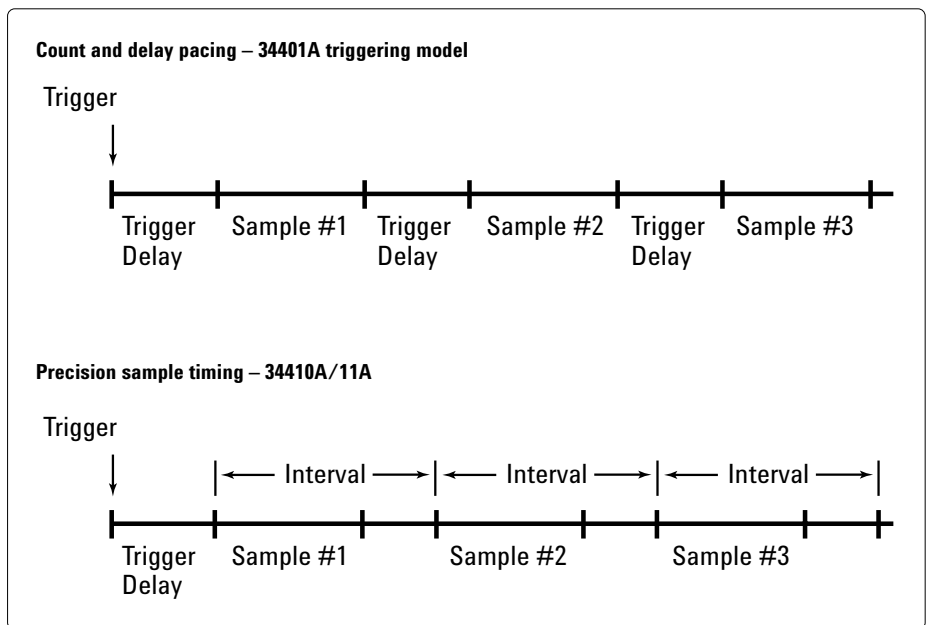 Count and delay pacing – 34401A triggering model
Trigger
Trigger Delay
Sample #1
Trigger Delay
Sample #2
Trigger Delay
Sample #3
Precision sample timing – 34410A/11A
Trigger
Interval
Interval
Interval
Trigger Delay
Sample #1
Sample #2
Sample #3